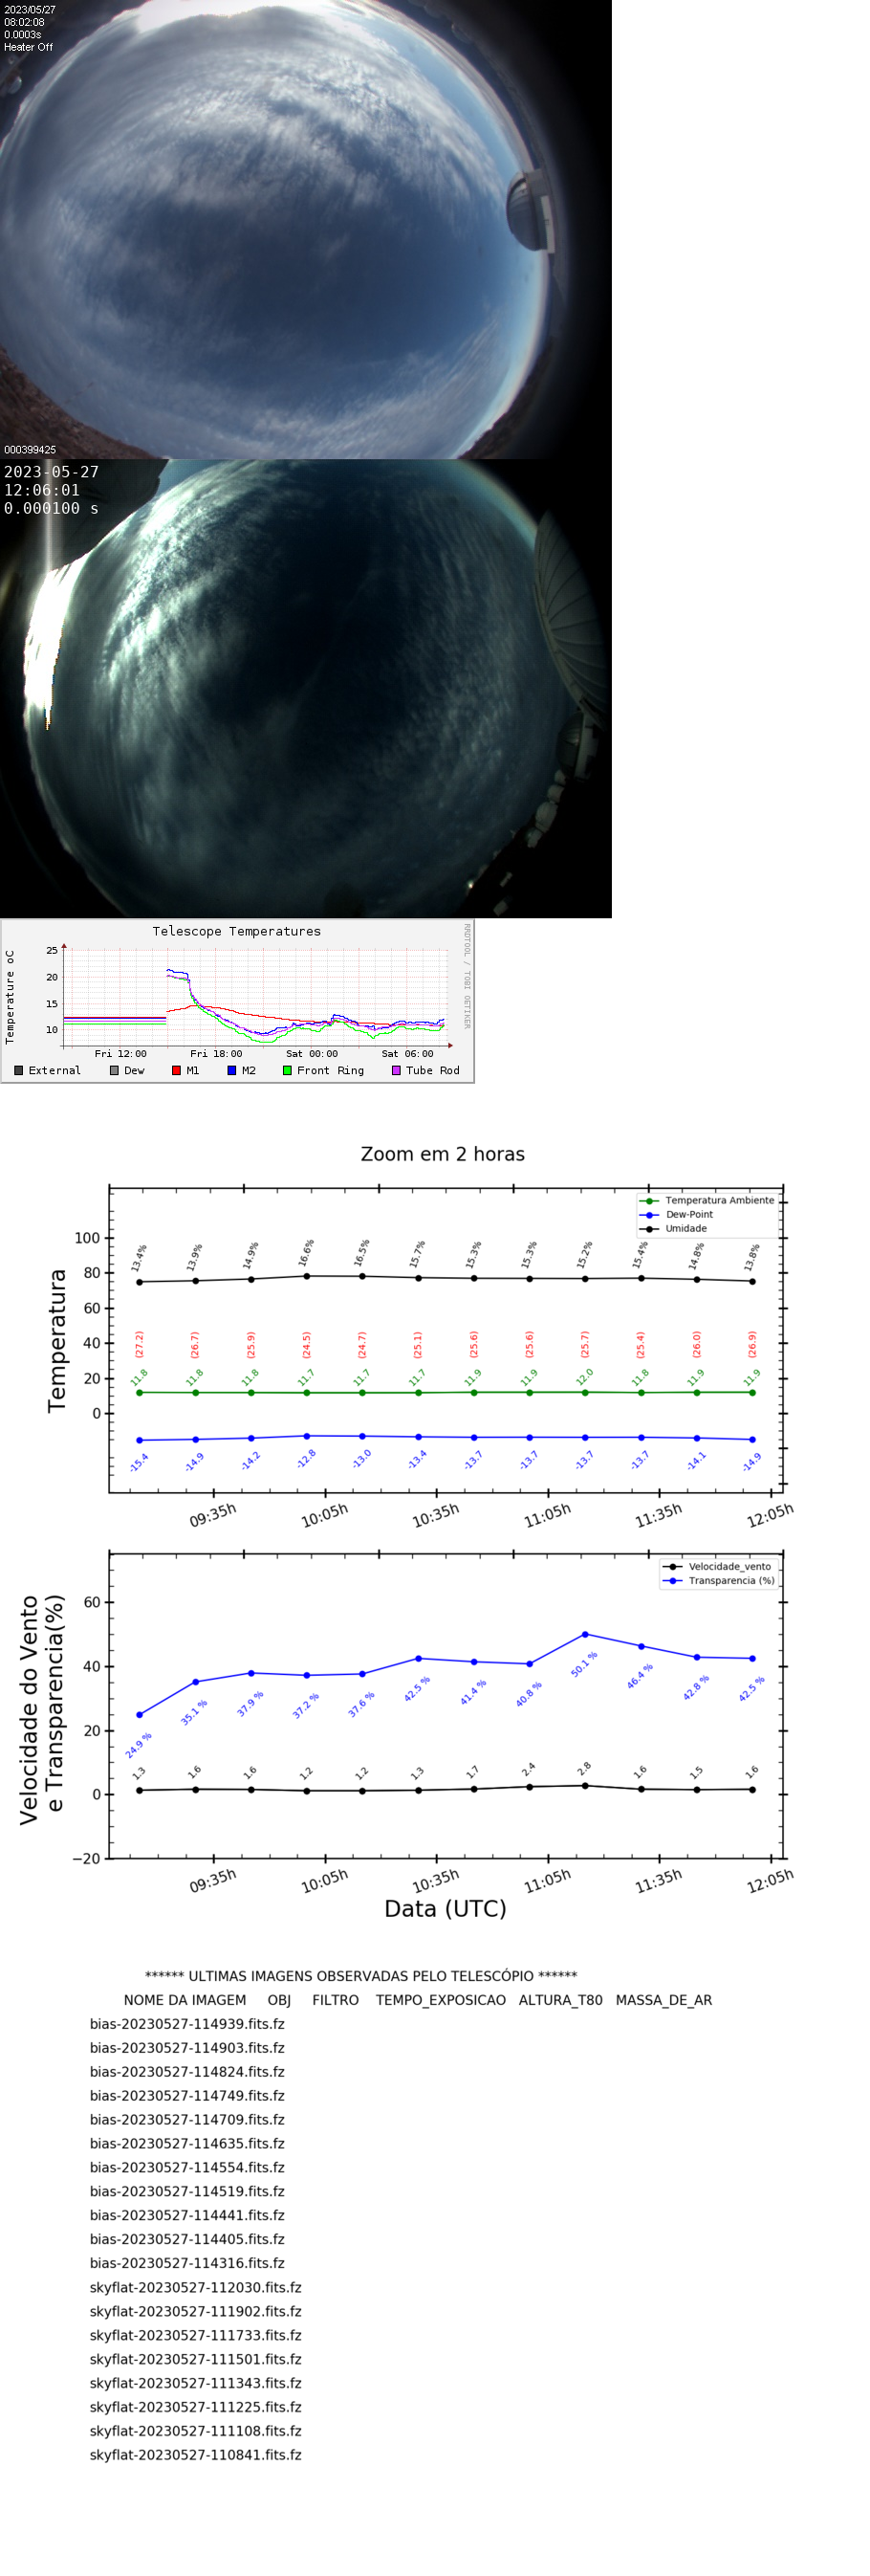 2023/05/27
08:02:08
0.0003s
Heater Off
000399425
2023-05-27
12:06:01
0.000100 s
Telescope Temperatures
RRDTOOL / TOBI OETIKER
Temperature oC
25
20
15
10
Fri 12:00 Fri 18:00 Sat 00:00 Sat 06:00
External Dew M1 M2 Front Ring Tube Rod
Zoom em 2 horas
Temperatura Ambiente
Dew-Point
Umidade
Temperatura
100
80
60
40
20
0
13.4% 13.9% 14.9% 16.6% 16.5% 15.7% 15.3% 15.3% 15.2% 15.4% 14.8% 13.8%
(27.2) (26.7) (25.9) (24.5) (24.7) (25.1) (25.6) (25.6) (25.7) (25.4) (26.0) (26.9)
11.8 11.8 11.8 11.7 11.7 11.7 11.9 11.9 12.0 11.8 11.9 11.9
-15.4 -14.9 -14.2 -12.8 -13.0 -13.4 -13.7 -13.7 -13.7 -13.7 -14.1 -14.9
09:35h 10:05h 10:35h 11:05h 11:35h 12:05h
Velocidade_vento
Transparencia (%)
Velocidade do Vento
e Transparencia(%)
60
40
20
0
−20
24.9 % 35.1 % 37.9 % 37.2 % 37.6 % 42.5 % 41.4 % 40.8 % 50.1 % 46.4 % 42.8 % 42.5 %
1.3 1.6 1.6 1.2 1.2 1.3 1.7 2.4 2.8 1.6 1.5 1.6
09:35h 10:05h 10:35h 11:05h 11:35h 12:05h
Data (UTC)
****** ULTIMAS IMAGENS OBSERVADAS PELO TELESCÓPIO ******
NOME DA IMAGEM OBJ FILTRO TEMPO_EXPOSICAO ALTURA_T80 MASSA_DE_AR
bias-20230527-114939.fits.fz
bias-20230527-114903.fits.fz
bias-20230527-114824.fits.fz
bias-20230527-114749.fits.fz
bias-20230527-114709.fits.fz
bias-20230527-114635.fits.fz
bias-20230527-114554.fits.fz
bias-20230527-114519.fits.fz
bias-20230527-114441.fits.fz
bias-20230527-114405.fits.fz
bias-20230527-114316.fits.fz
skyflat-20230527-112030.fits.fz
skyflat-20230527-111902.fits.fz
skyflat-20230527-111733.fits.fz
skyflat-20230527-111501.fits.fz
skyflat-20230527-111343.fits.fz
skyflat-20230527-111225.fits.fz
skyflat-20230527-111108.fits.fz
skyflat-20230527-110841.fits.fz